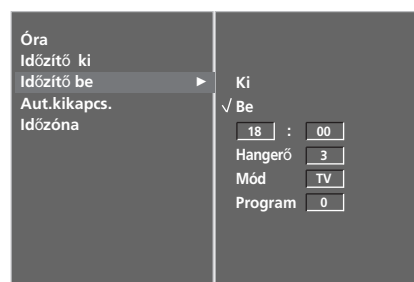 Óra
Időzítő ki
Időzítő be ►
Aut.kikapcs.
Időzóna
Ki
√ Be
18 : 00
Hangerő 3
Mód TV
Program 0